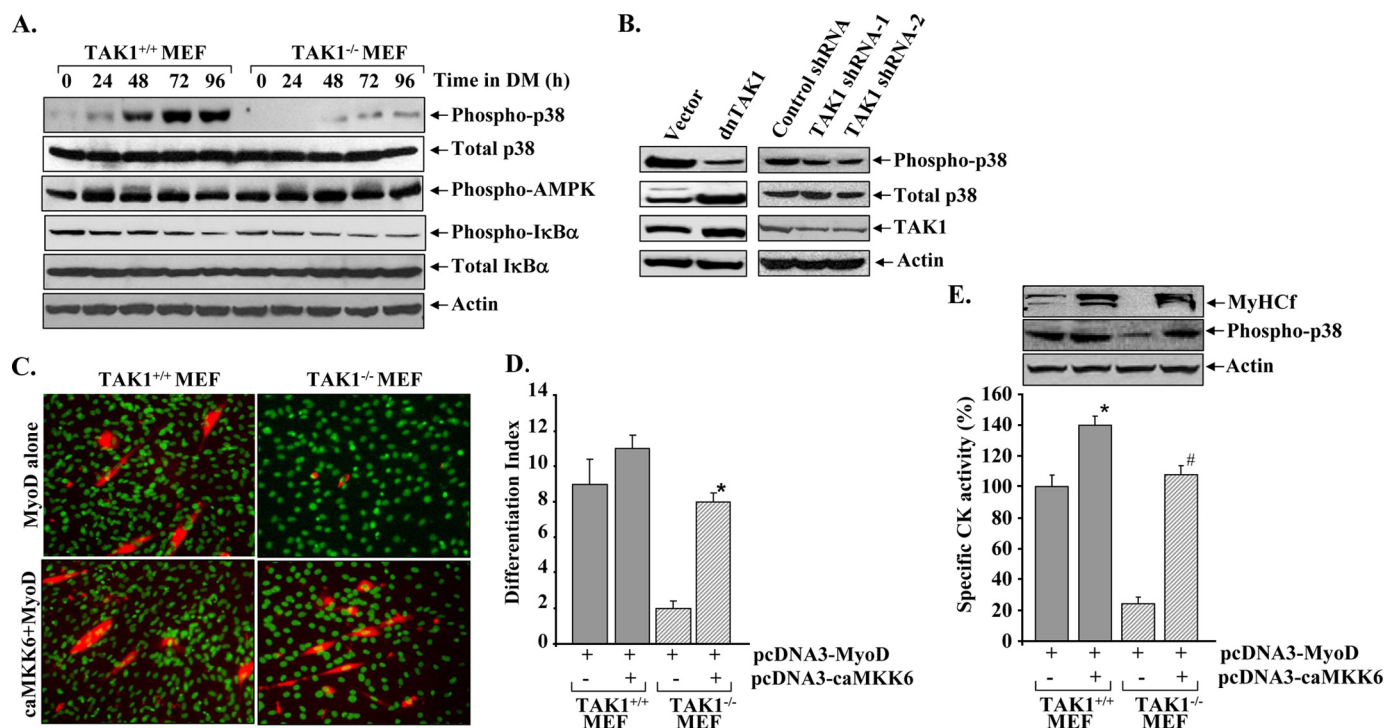 A.
TAK1+/+ MEF TAK1-/- MEF
0 24 48 72 96 0 24 48 72 96 Time in DM (h)
Phospho-p38
Total p38
Phospho-AMPK
Phospho-IκBα
Total IκBα
Actin
B.
Vector
dnTAK1
Control shRNA
TAK1 shRNA-1
TAK1 shRNA-2
Phospho-p38
Total p38
TAK1
Actin
C.
TAK1+/+ MEF TAK1-/- MEF
MyoD alone
caMKK6+MyoD
D.
Differentiation Index
14
12
10
8
6
4
2
0
*
+ + + + pcDNA3-MyoD
- + - + pcDNA3-caMKK6
TAK1+/+ TAK1-/-
MEF MEF
E.
MyHCf
Phospho-p38
Actin
Specific CK activity (%)
160
140
120
100
80
60
40
20
0
*
#
+ + + + pcDNA3-MyoD
- + - + pcDNA3-caMKK6
TAK1+/+ TAK1-/-
MEF MEF